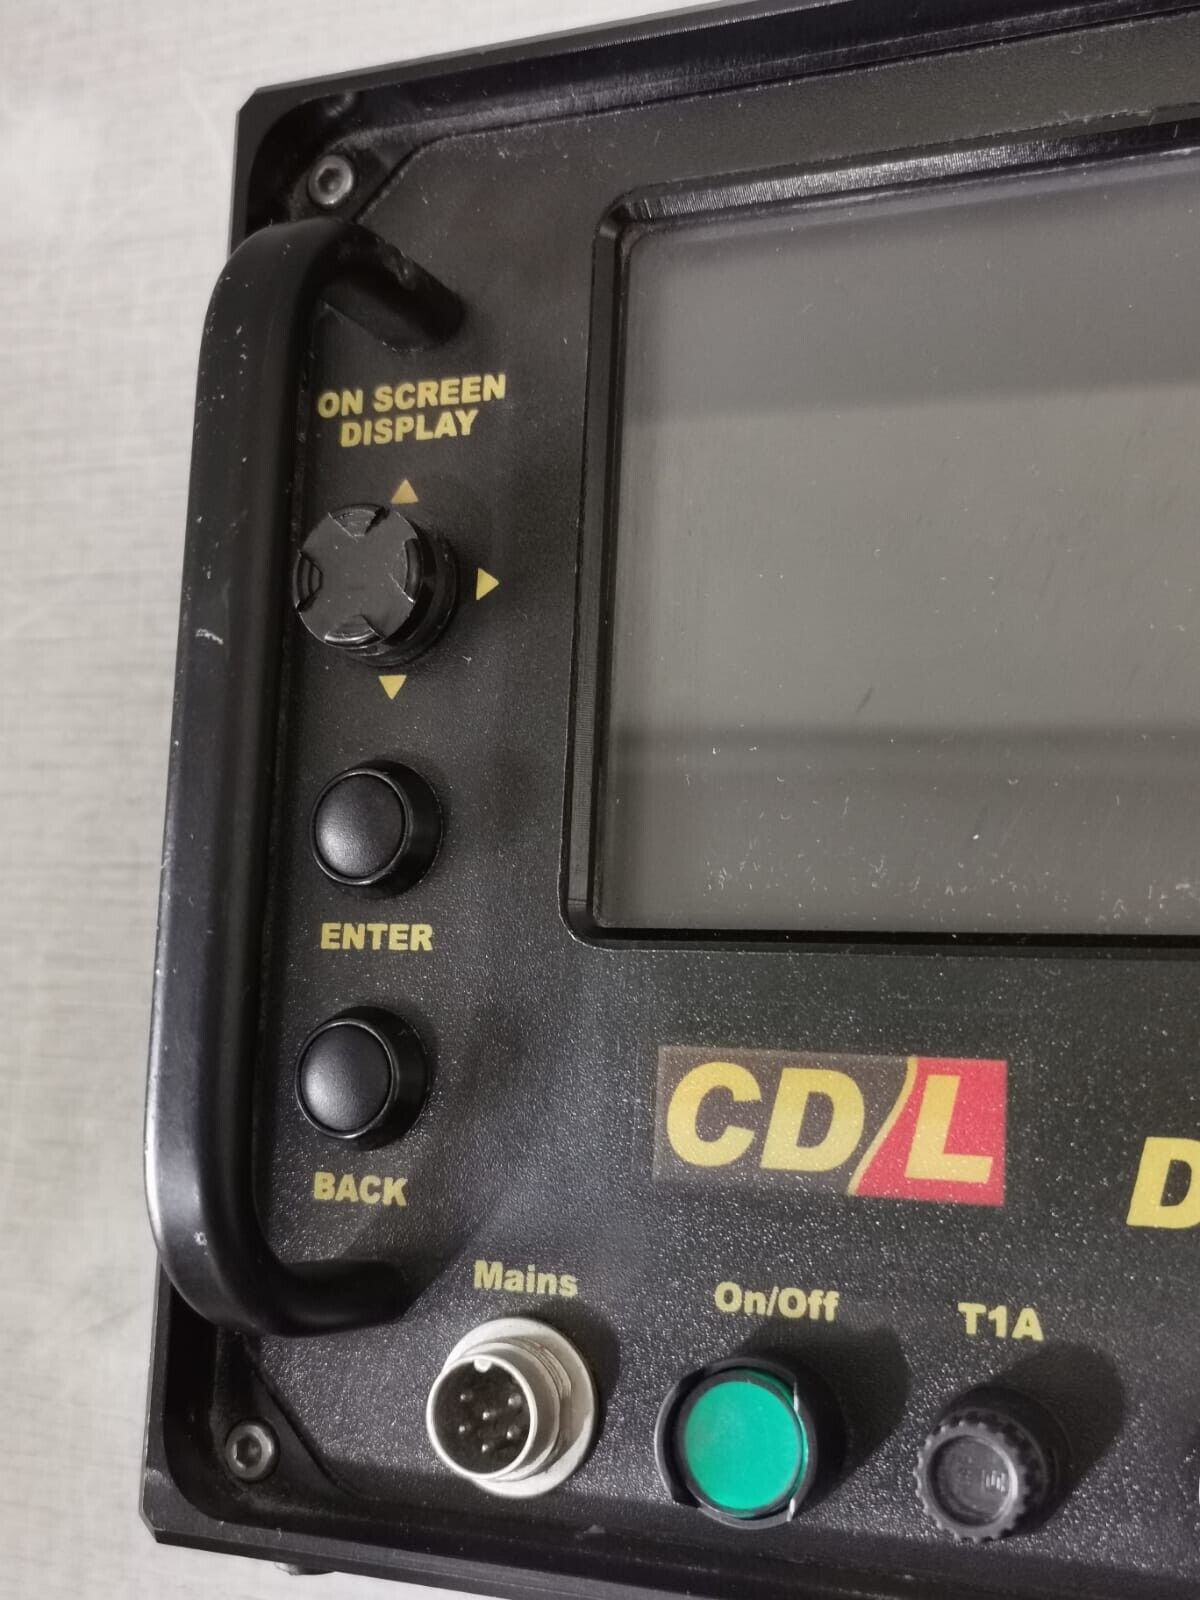 ON SCREEN
DISPLAY
ENTER
BACK
CD/L
D
Mains
On/Off
T1A